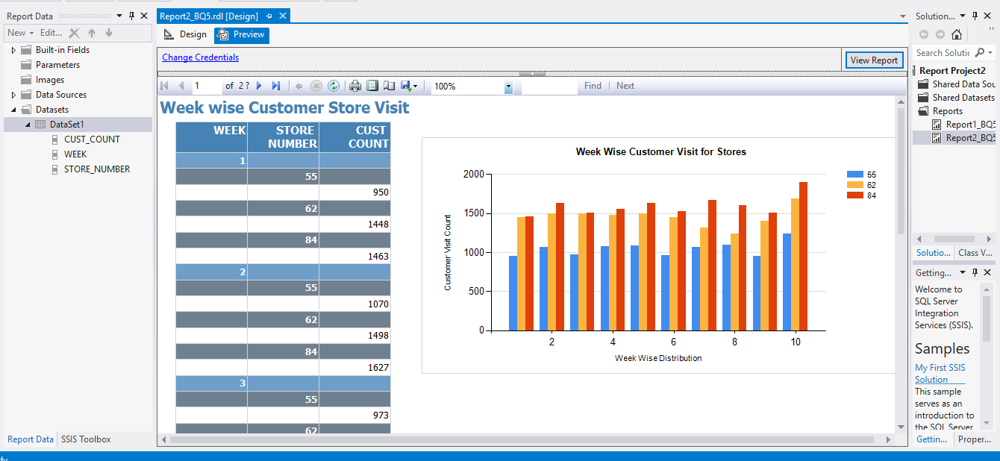 Report Data
New Edit...
Built-in Fields
Parameters
Images
Data Sources
Datasets
DataSet1
CUST_COUNT
WEEK
STORE_NUMBER
Report Data SSIS Toolbox
Report2_BQ5.rdl [Design]
Design Preview
Change Credentials
View Report
1 of 2 ? 100% Find | Next
Week wise Customer Store Visit
WEEK STORE NUMBER CUST COUNT
1
55
950
62
1448
84
1463
2
55
1070
62
1498
84
1627
3
55
973
62
Week Wise Customer Visit for Stores
2000
1500
1000
500
0
Customer Visit Count
2 4 6 8 10
Week Wise Distribution
55
62
84
Solution...
Search Solutic
Report Project2
Shared Data Sou
Shared Datasets
Reports
Report1_BQ5
Report2_BQ5
Solutio... Class V...
Getting...
Welcome to
SQL Server
Integration
Services (SSIS).
Samples
My First SSIS
Solution
This sample
serves as an
introduction to
the SQL Server
Gettin... Proper...